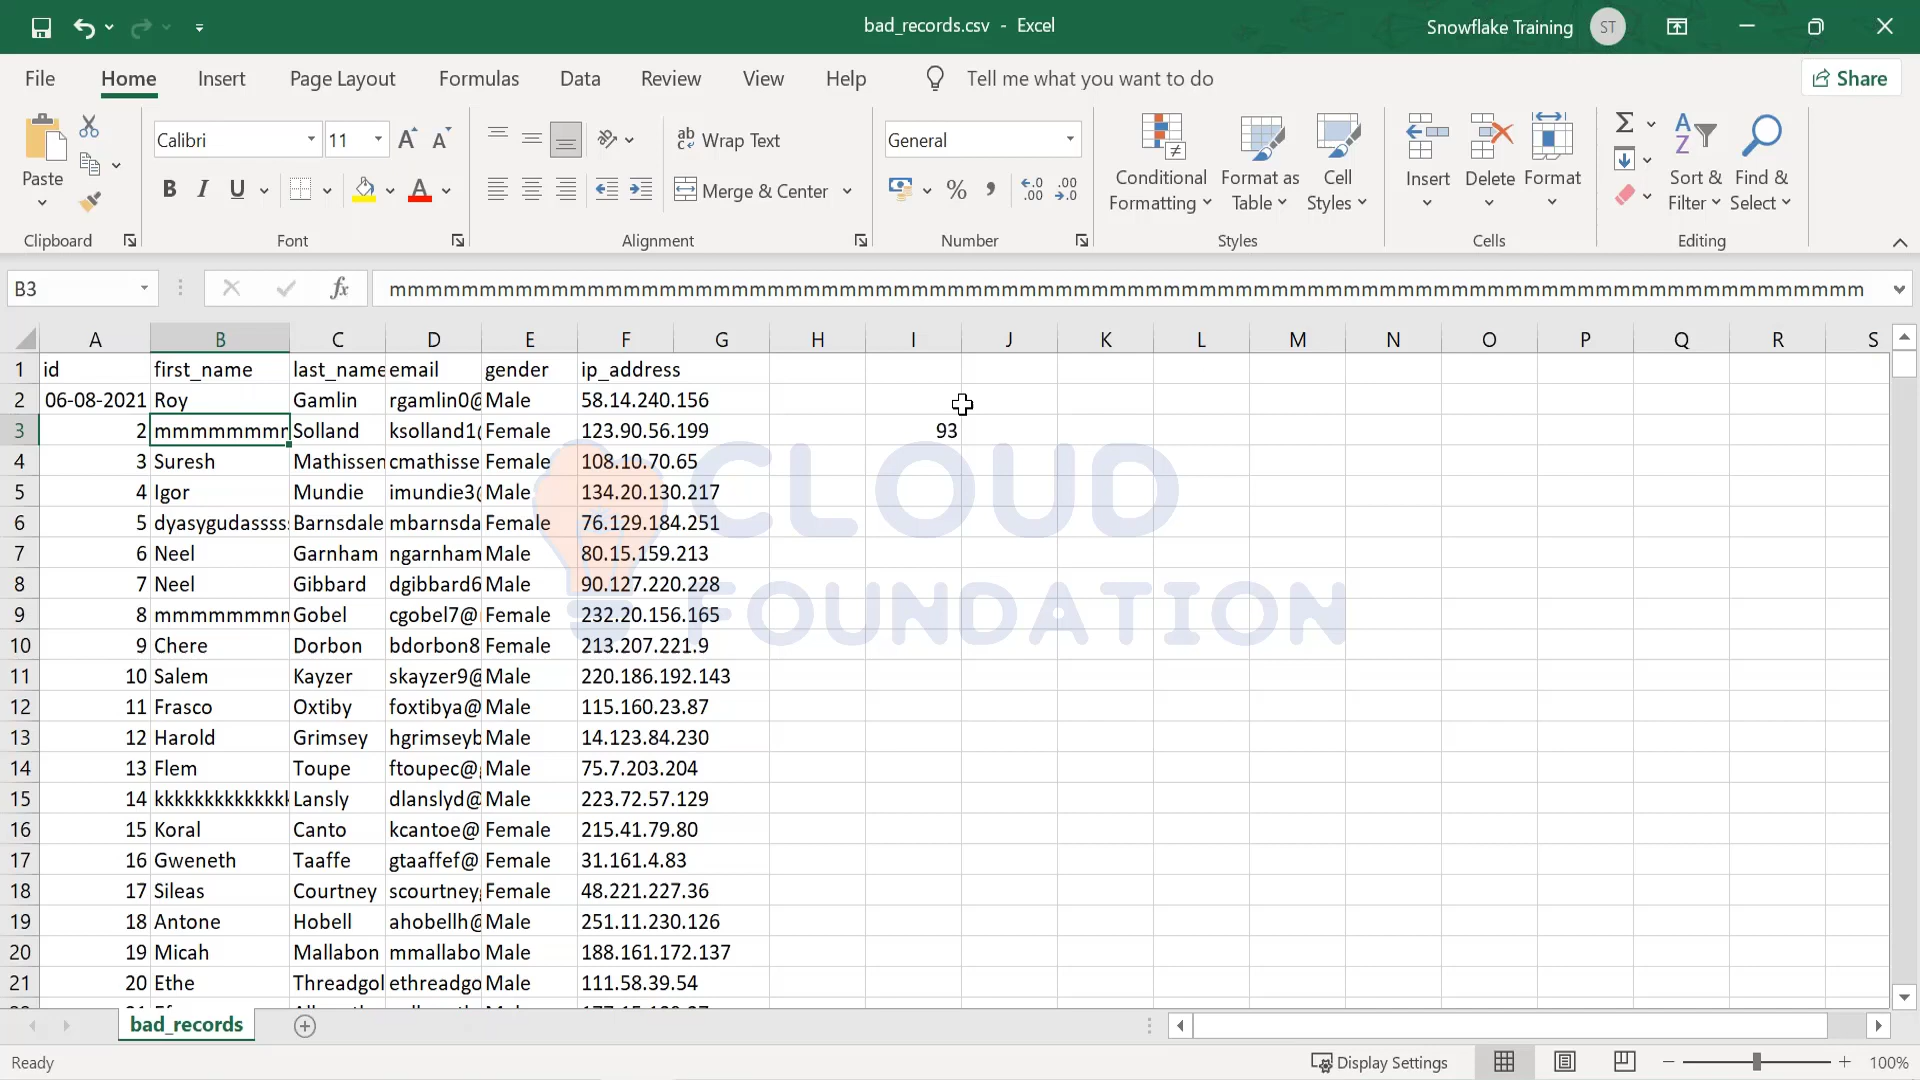 bad_records.csv - Excel
Snowflake Training ST
File Home Insert Page Layout Formulas Data Review View Help Tell me what you want to do Share
Paste
Clipboard
Calibri 11
B I U A
Font
Wrap Text
Merge & Center
Alignment
General
% , .00
Number
Conditional Formatting
Format as Table
Cell Styles
Styles
Insert Delete Format
Cells
Sort & Filter
Find & Select
Editing
B3 fx
A B C D E F G H I J K L M N O P Q R S
1 id first_name last_name email gender ip_address
2 06-08-2021 Roy Gamlin rgamlin0@ Male 58.14.240.156
3 2 Solland ksolland1 Female 123.90.56.199 93
4 3 Suresh Mathissen cmathisse Female 108.10.70.65
5 4 Igor Mundie imundie3 Male 134.20.130.217
6 5 dyasygudassss Barnsdale mbarnsda Female 76.129.184.251
7 6 Neel Garnham ngarnham Male 80.15.159.213
8 7 Neel Gibbard dgibbard6 Male 90.127.220.228
9 8 Gobel cgobel7@ Female 232.20.156.165
10 9 Chere Dorbon bdorbon8 Female 213.207.221.9
11 10 Salem Kayzer skayzer9@ Male 220.186.192.143
12 11 Frasco Oxtiby foxtibya@ Male 115.160.23.87
13 12 Harold Grimsey hgrimseyb Male 14.123.84.230
14 13 Flem Toupe ftoupec@ Male 75.7.203.204
15 14 kkkkkkkkkkkkk Lansly dlanslyd@ Male 223.72.57.129
16 15 Koral Canto kcantoe@ Female 215.41.79.80
17 16 Gweneth Taaffe gtaaffef@ Female 31.161.4.83
18 17 Sileas Courtney scourtney Female 48.221.227.36
19 18 Antone Hobell ahobellh@ Male 251.11.230.126
20 19 Micah Mallabon mmallabo Male 188.161.172.137
21 20 Ethe Threadgol ethreadgo Male 111.58.39.54
CLOUD
FOUNDATION
bad_records
Ready Display Settings 100%